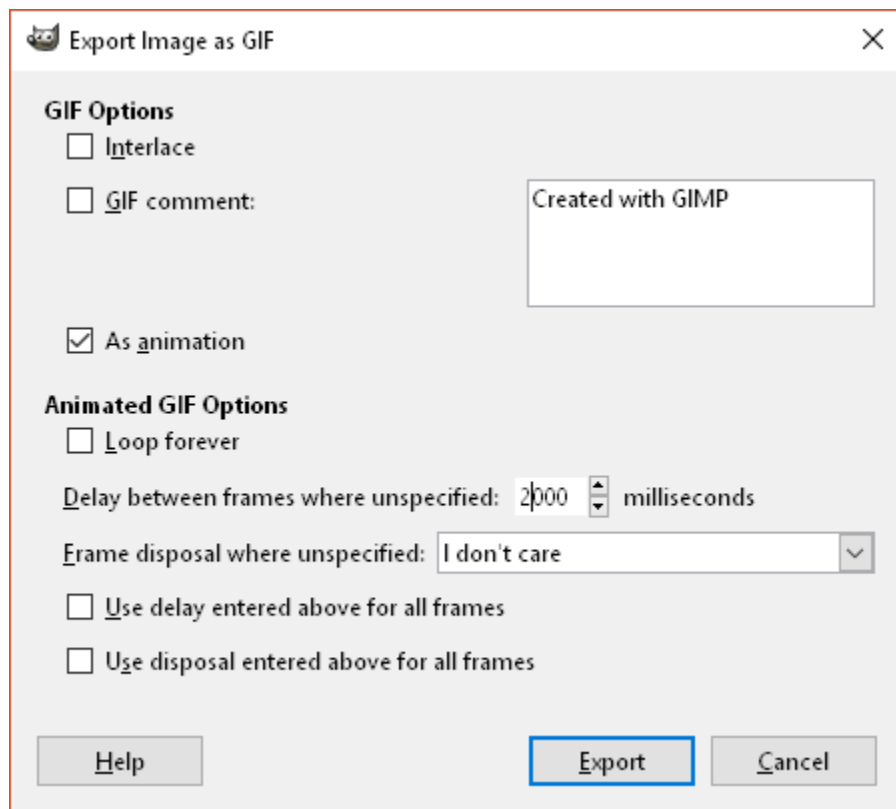 Export Image as GIF
GIF Options
Interlace
GIF comment:
Created with GIMP
As animation
Animated GIF Options
Loop forever
Delay between frames where unspecified: 2000 milliseconds
Frame disposal where unspecified: I don't care
Use delay entered above for all frames
Use disposal entered above for all frames
Help Export Cancel